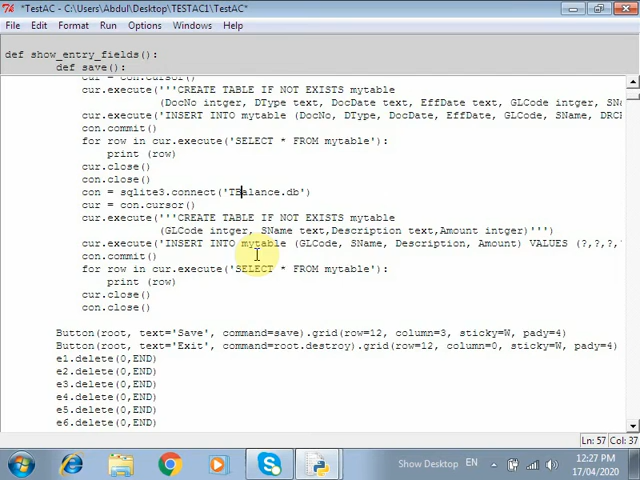 *TestAC - C:\Users\Abdul\Desktop\TESTAC1\TestAC*
File Edit Format Run Options Windows Help
def show_entry_fields():
def save():
cur = con.cursor()
cur.execute('''CREATE TABLE IF NOT EXISTS mytable
(DocNo intger, DType text, DocDate text, EffDate text, GLCode intger, SNa
cur.execute('INSERT INTO mytable (DocNo, DType, DocDate, EffDate, GLCode, SName, DRCR
con.commit()
for row in cur.execute('SELECT * FROM mytable'):
print (row)
cur.close()
con.close()
con = sqlite3.connect('TBalance.db')
cur = con.cursor()
cur.execute('''CREATE TABLE IF NOT EXISTS mytable
(GLCode intger, SName text,Description text,Amount intger)''')
cur.execute('INSERT INTO mytable (GLCode, SName, Description, Amount) VALUES (?,?,?,
con.commit()
for row in cur.execute('SELECT * FROM mytable'):
print (row)
cur.close()
con.close()
Button(root, text='Save', command=save).grid(row=12, column=3, sticky=W, pady=4)
Button(root, text='Exit', command=root.destroy).grid(row=12, column=0, sticky=W, pady=4)
e1.delete(0,END)
e2.delete(0,END)
e3.delete(0,END)
e4.delete(0,END)
e5.delete(0,END)
e6.delete(0,END)
Ln: 57 Col: 37
Show Desktop EN 12:27 PM
17/04/2020